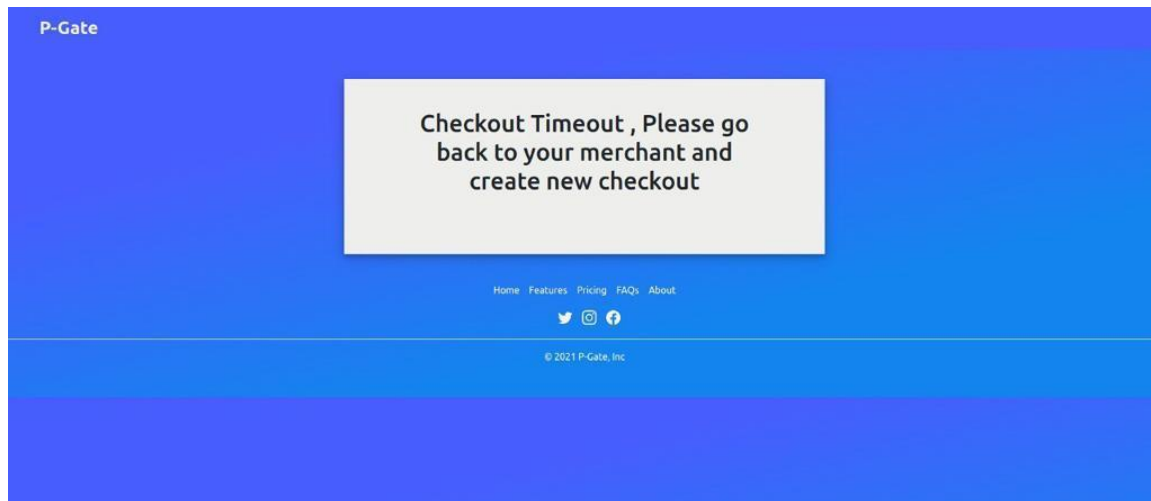 P-Gate
Checkout Timeout , Please go
back to your merchant and
create new checkout
Home Features Pricing FAQs About
© 2021 P-Gate, Inc